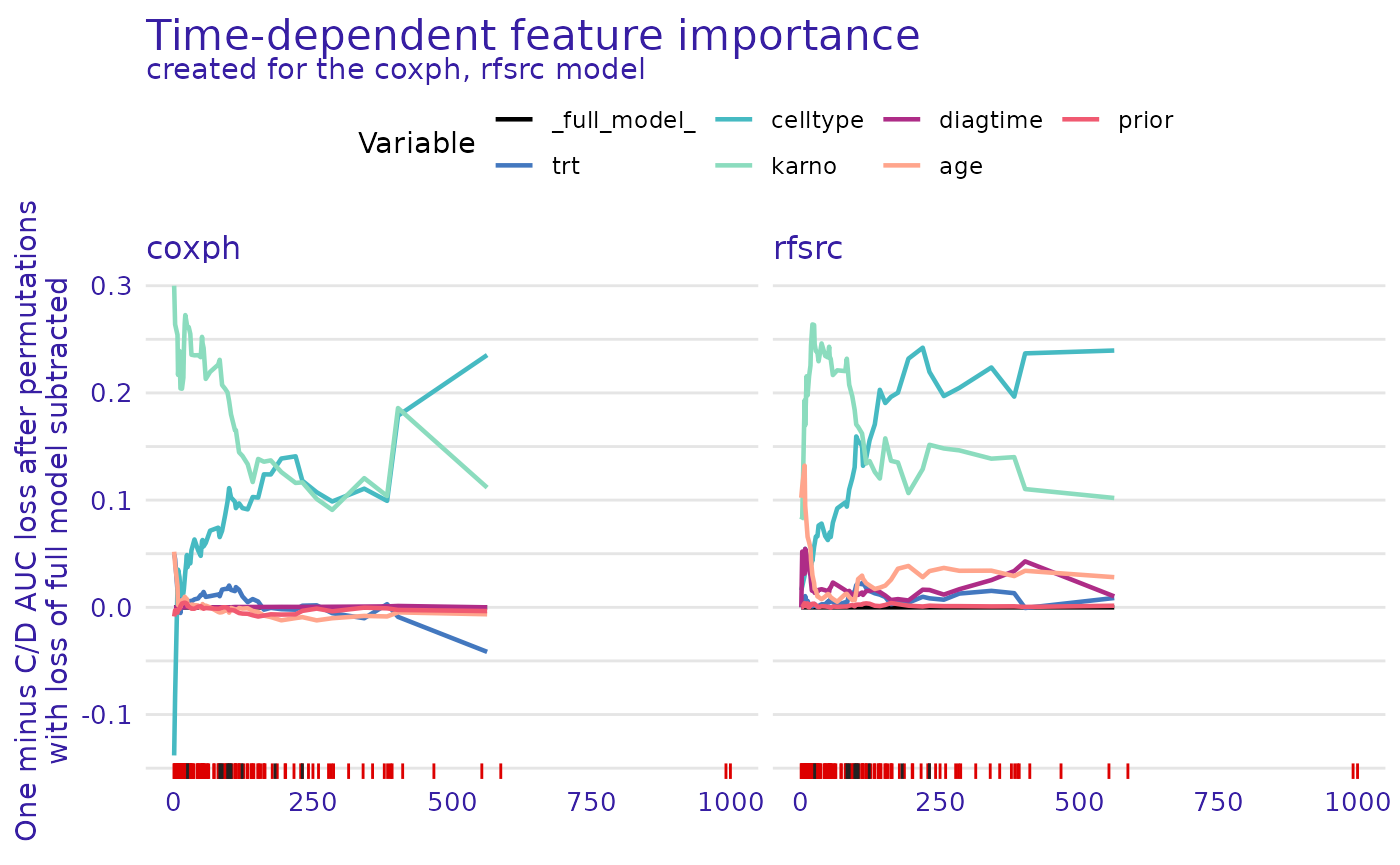 Time-dependent feature importance
created for the coxph, rfsrc model
Variable
_full_model_
celltype
diagtime
prior
trt
karno
age
One minus C/D AUC loss after permutations
with loss of full model subtracted
coxph
rfsrc
0.3
0.2
0.1
0.0
-0.1
0
250
500
750
1000
0
250
500
750
1000